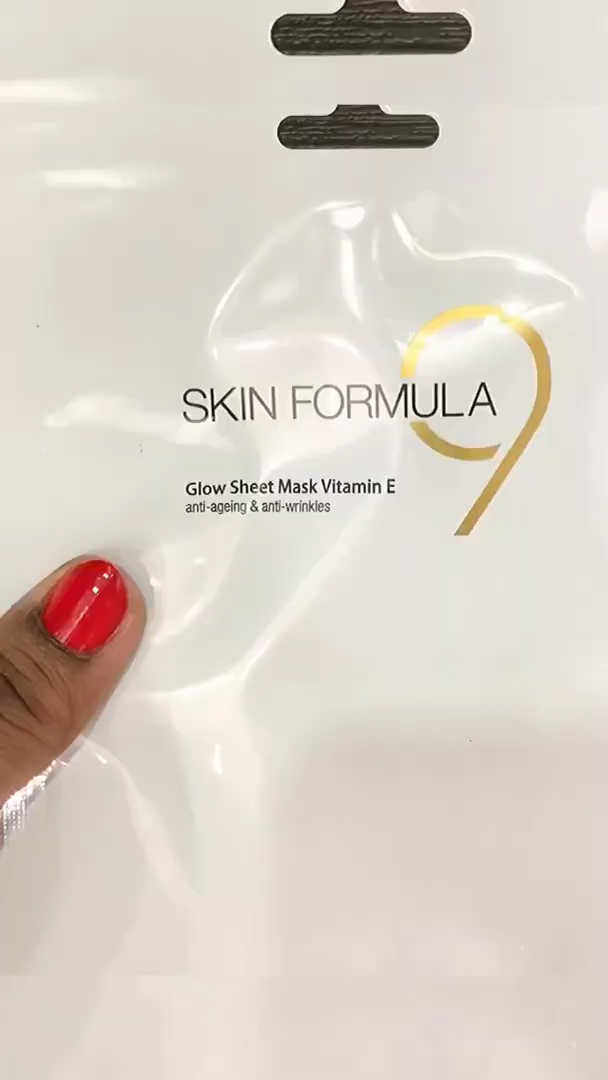 SKIN FORMULA 9
Glow Sheet Mask Vitamin E
anti-ageing & anti-wrinkles